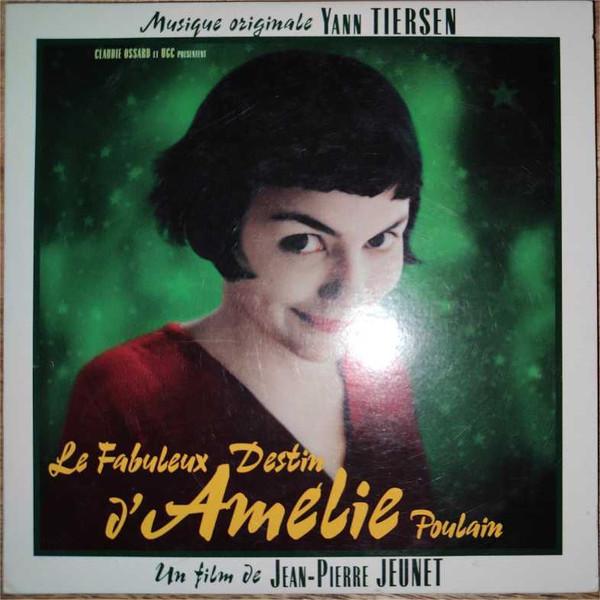 Musique originale YANN TIERSEN
CLAUDIE OSSARD ET UGC PRÉSENTENT
Le Fabuleux Destin
d'Amélie Poulain
Un film de JEAN-PIERRE JEUNET